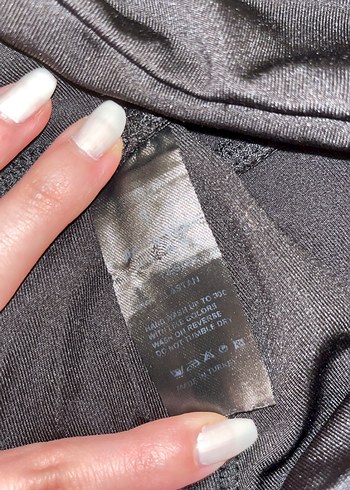 HAND WASH UP TO 30C
WITH LIKE COLORS
WASH ON REVERSE
DO NOT TUMBLE DRY
MADE IN TURKEY